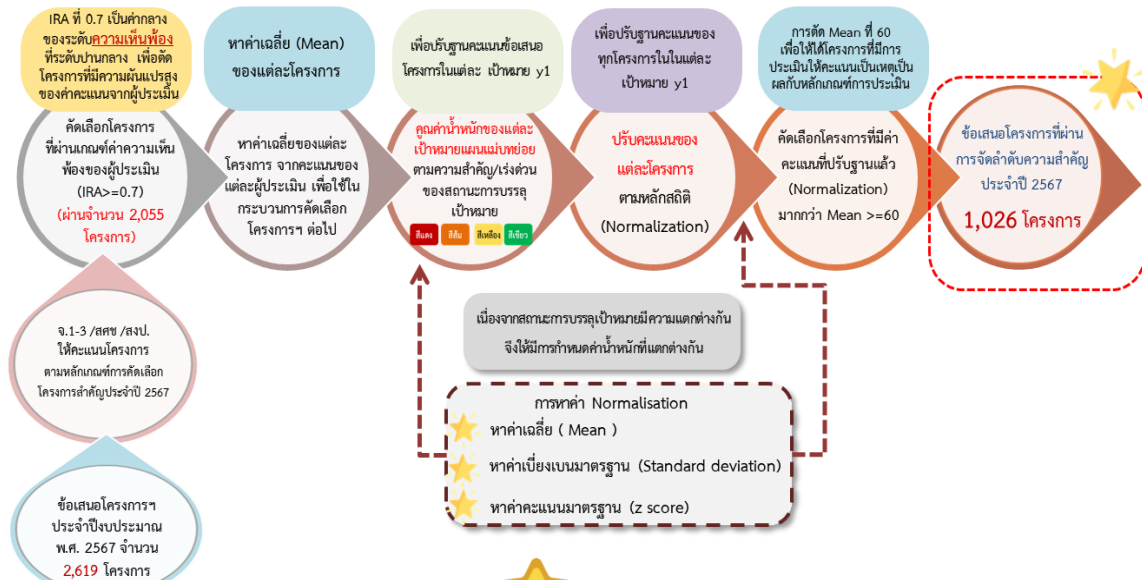 IRA ที่ 0.7 เป็นค่ากลาง
ของระดับความเห็นพ้อง
ที่ระดับปานกลาง เพื่อตัด
โครงการที่มีความผันแปรสูง
ของค่าคะแนนจากผู้ประเมิน
คัดเลือกโครงการ
ที่ผ่านเกณฑ์ค่าความเห็น
พ้องของผู้ประเมิน
(IRA>=0.7)
(ผ่านจำนวน 2,055
โครงการ)
จ.1-3 /สศช /สงป.
ให้คะแนนโครงการ
ตามหลักเกณฑ์การคัดเลือก
โครงการสำคัญประจำปี 2567
ข้อเสนอโครงการฯ
ประจำปีงบประมาณ
พ.ศ. 2567 จำนวน
2,619 โครงการ
หาค่าเฉลี่ย (Mean)
ของแต่ละโครงการ
หาค่าเฉลี่ยของแต่ละ
โครงการ จากคะแนนของ
แต่ละผู้ประเมิน เพื่อใช้ใน
กระบวนการคัดเลือก
โครงการฯ ต่อไป
เพื่อปรับฐานคะแนนข้อเสนอ
โครงการในแต่ละ เป้าหมาย y1
คูณค่าน้ำหนักของแต่ละ
เป้าหมายแผนแม่บทย่อย
ตามความสำคัญ/เร่งด่วน
ของสถานะการบรรลุ
เป้าหมาย
สีแดง สีส้ม สีเหลือง สีเขียว
เพื่อปรับฐานคะแนนของ
ทุกโครงการในในแต่ละ
เป้าหมาย y1
ปรับคะแนนของ
แต่ละโครงการ
ตามหลักสถิติ
(Normalization)
การตัด Mean ที่ 60
เพื่อให้ได้โครงการที่มีการ
ประเมินให้คะแนนเป็นเหตุเป็น
ผลกับหลักเกณฑ์การประเมิน
คัดเลือกโครงการที่มีค่า
คะแนนที่ปรับฐานแล้ว
(Normalization)
มากกว่า Mean >=60
ข้อเสนอโครงการที่ผ่าน
การจัดลำดับความสำคัญ
ประจำปี 2567
1,026 โครงการ
เนื่องจากสถานะการบรรลุเป้าหมายมีความแตกต่างกัน
จึงให้มีการกำหนดค่าน้ำหนักที่แตกต่างกัน
การหาค่า Normalisation
หาค่าเฉลี่ย ( Mean )
หาค่าเบี่ยงเบนมาตรฐาน (Standard deviation)
หาค่าคะแนนมาตรฐาน (z score)